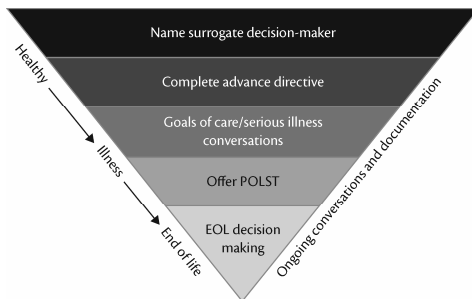 Name surrogate decision-maker
Complete advance directive
Goals of care/serious illness
conversations
Offer POLST
EOL decision
making
Healthy
Illness
End of life
Ongoing conversations and documentation